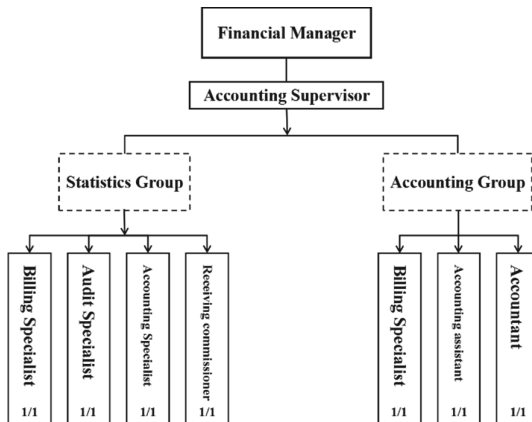 Financial Manager
Accounting Supervisor
Statistics Group
Accounting Group
Billing Specialist
1/1
Audit Specialist
1/1
Accounting Specialist
1/1
Receiving commissioner
1/1
Billing Specialist
1/1
Accounting assistant
1/1
Accountant
1/1